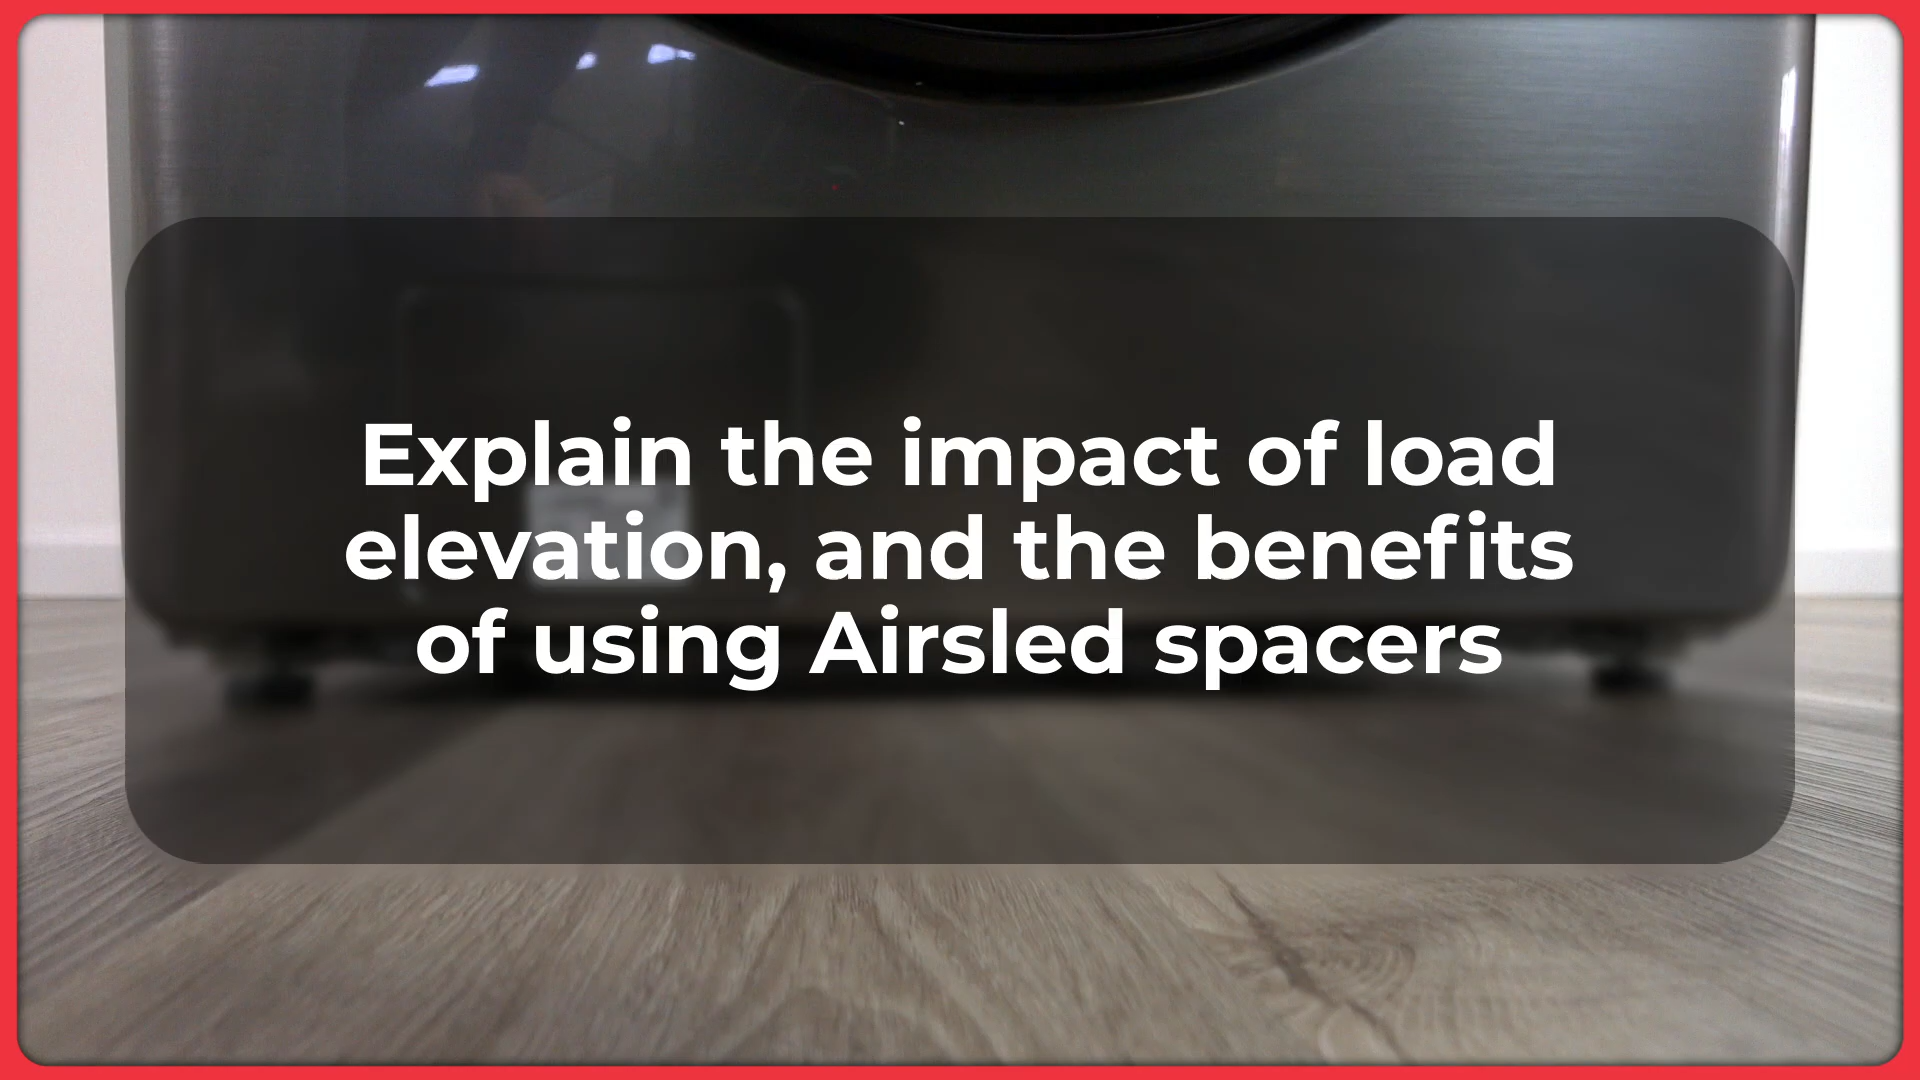 Explain the impact of load
elevation, and the benefits
of using Airsled spacers